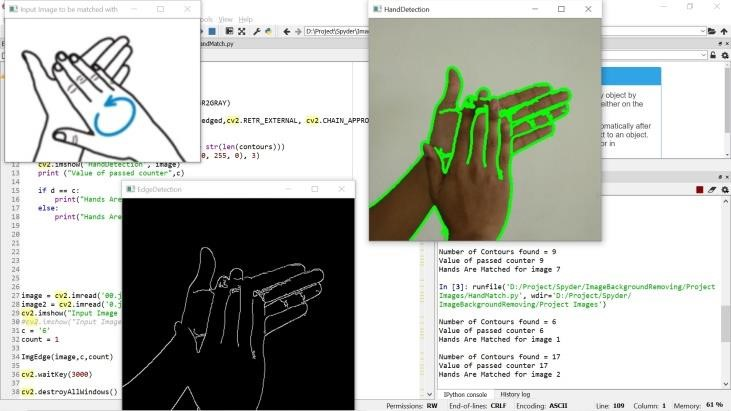 Input Image to be matched with
ools View Help
HandDetection
D:\Project\Spyder\Ima
andMatch.py
R2GRAY)
edged,cv2.RETR_EXTERNAL, cv2.CHAIN_APPRO
= str(len(contours)))
0, 255, 0), 3)
12 cv2.imshow("HandDetection", image)
13 print ("Value of passed counter",c)
14
15 if d == c:
16 print("Hands Are
17 else:
18 print("Hands Are
19
20
21
22
23
24
25
26
27 image = cv2.imread('00.j
28 image2 = cv2.imread('0.j
29 cv2.imshow("Input Image
30 #cv2.imshow("Input Image
31 c = '6'
32 count = 1
33
34 ImgEdge(image,c,count)
35
36 cv2.waitKey(3000)
37
38 cv2.destroyAllWindows()
EdgeDetection
y object by
either on the
omatically after
t to an object.
or in
Number of Contours found = 9
Value of passed counter 9
Hands Are Matched for image 7
In [3]: runfile('D:/Project/Spyder/ImageBackgroundRemoving/Project
Images/HandMatch.py', wdir='D:/Project/Spyder/
ImageBackgroundRemoving/Project Images')
Number of Contours found = 6
Value of passed counter 6
Hands Are Matched for image 1
Number of Contours found = 17
Value of passed counter 17
Hands Are Matched for image 2
IPython console History log
Permissions: RW End-of-lines: CRLF Encoding: ASCII Line: 109 Column: 1 Memory: 61 %